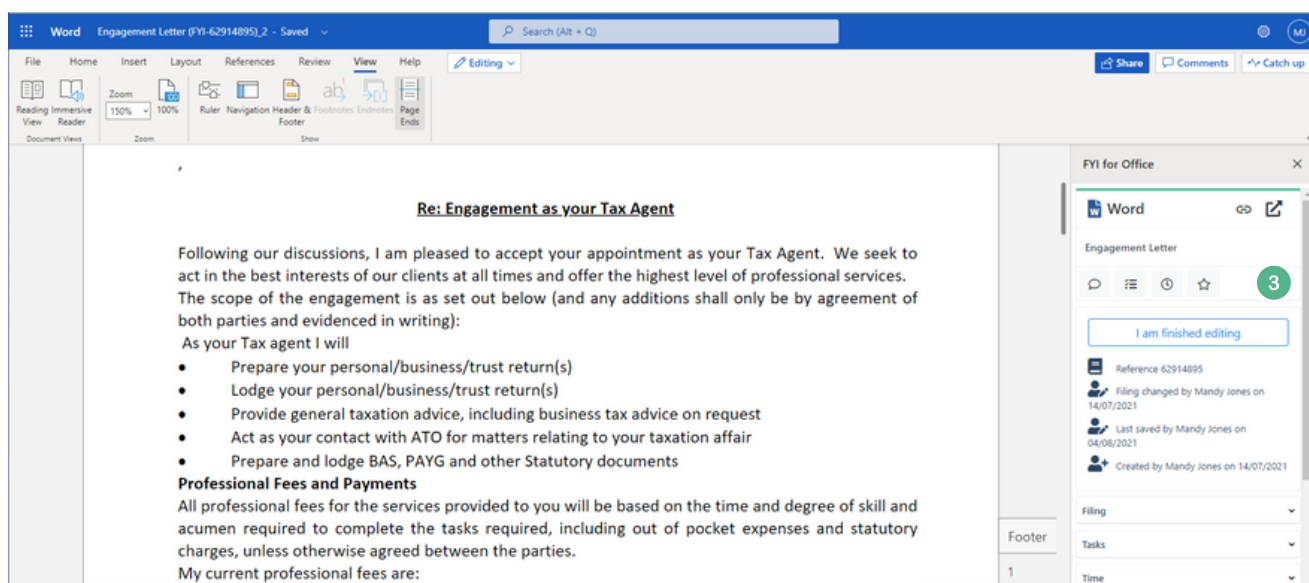 Word Engagement Letter (FYI-62914895)_2 - Saved
Search (Alt + Q)
MJ
File Home Insert Layout References Review View Help Editing
Share Comments Catch up
Reading View
Immersive Reader
Document Views
Zoom
150%
100%
Zoom
Ruler
Navigation
Header & Footer
Footnotes
Endnotes
Page Ends
Show
,
Re: Engagement as your Tax Agent
Following our discussions, I am pleased to accept your appointment as your Tax Agent. We seek to
act in the best interests of our clients at all times and offer the highest level of professional services.
The scope of the engagement is as set out below (and any additions shall only be by agreement of
both parties and evidenced in writing):
As your Tax agent I will
• Prepare your personal/business/trust return(s)
• Lodge your personal/business/trust return(s)
• Provide general taxation advice, including business tax advice on request
• Act as your contact with ATO for matters relating to your taxation affair
• Prepare and lodge BAS, PAYG and other Statutory documents
Professional Fees and Payments
All professional fees for the services provided to you will be based on the time and degree of skill and
acumen required to complete the tasks required, including out of pocket expenses and statutory
charges, unless otherwise agreed between the parties.
My current professional fees are:
Footer
1
FYI for Office
Word
Engagement Letter
3
I am finished editing
Reference 62914895
Filing changed by Mandy Jones on
14/07/2021
Last saved by Mandy Jones on
04/08/2021
Created by Mandy Jones on 14/07/2021
Filing
Tasks
Time